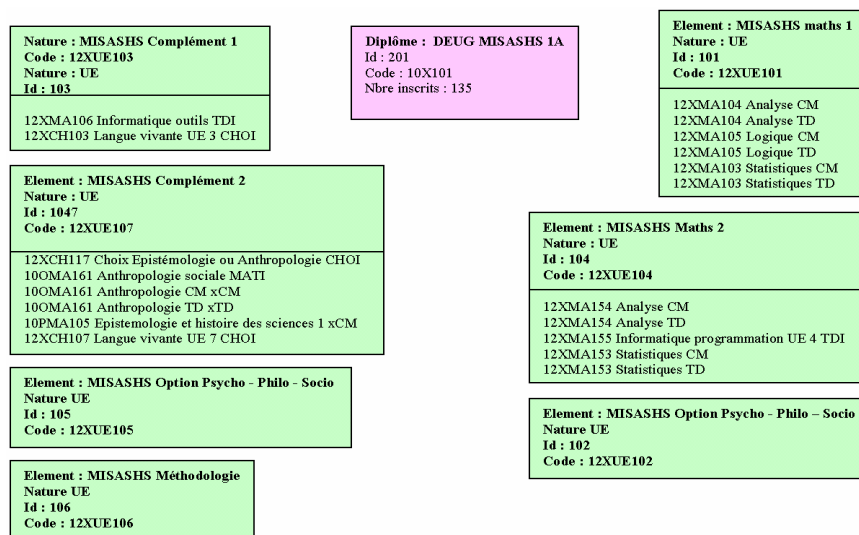 Nature : MISASHS Complément 1
Code : 12XUE103
Nature : UE
Id : 103
12XMA106 Informatique outils TDI
12XCH103 Langue vivante UE 3 CHOI
Diplôme : DEUG MISASHS 1A
Id : 201
Code : 10X101
Nbre inscrits : 135
Element : MISASHS maths 1
Nature : UE
Id : 101
Code : 12XUE101
12XMA104 Analyse CM
12XMA104 Analyse TD
12XMA105 Logique CM
12XMA105 Logique TD
12XMA103 Statistiques CM
12XMA103 Statistiques TD
Element : MISASHS Complément 2
Nature : UE
Id : 1047
Code : 12XUE107
12XCH117 Choix Epistémologie ou Anthropologie CHOI
10OMA161 Anthropologie sociale MATI
10OMA161 Anthropologie CM xCM
10OMA161 Anthropologie TD xTD
10PMA105 Epistemologie et histoire des sciences 1 xCM
12XCH107 Langue vivante UE 7 CHOI
Element : MISASHS Maths 2
Nature : UE
Id : 104
Code : 12XUE104
12XMA154 Analyse CM
12XMA154 Analyse TD
12XMA155 Informatique programmation UE 4 TDI
12XMA153 Statistiques CM
12XMA153 Statistiques TD
Element : MISASHS Option Psycho - Philo - Socio
Nature UE
Id : 105
Code : 12XUE105
Element : MISASHS Option Psycho - Philo – Socio
Nature UE
Id : 102
Code : 12XUE102
Element : MISASHS Méthodologie
Nature UE
Id : 106
Code : 12XUE106